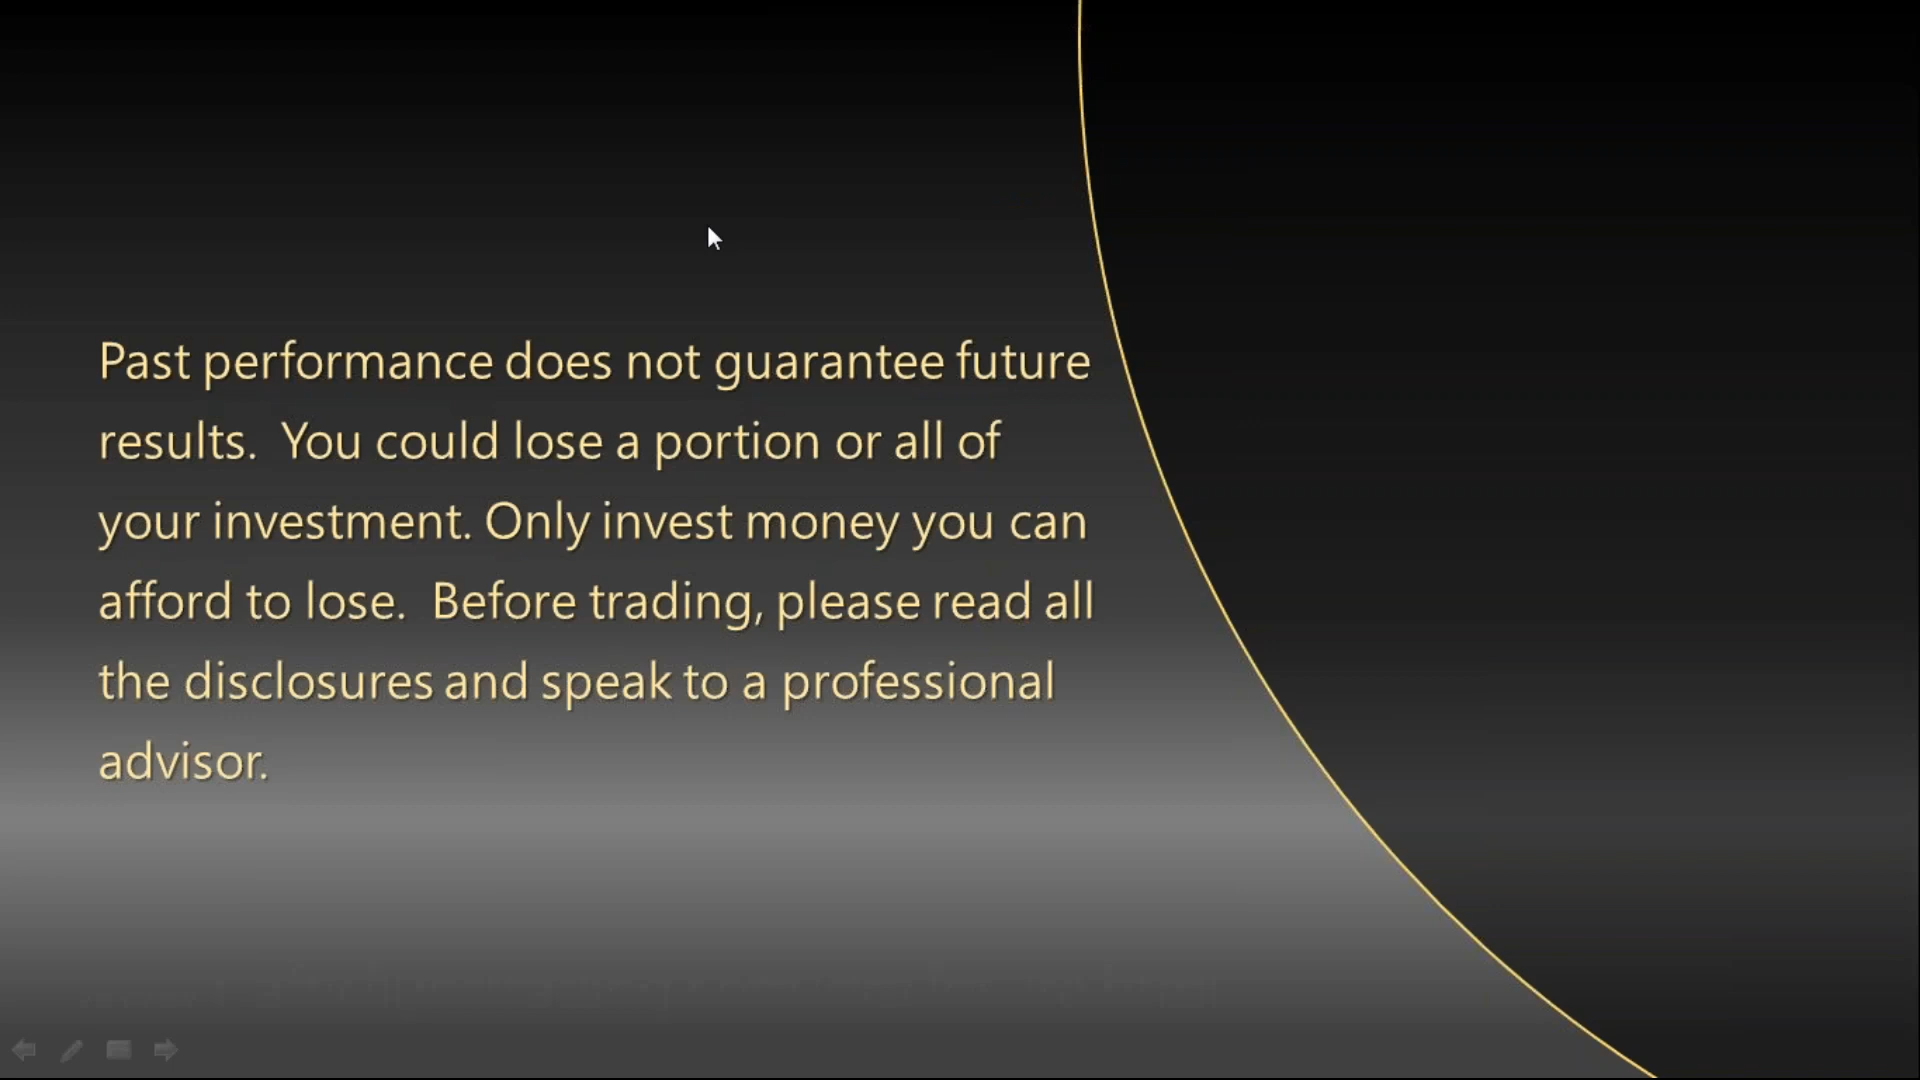 Past performance does not guarantee future
results.  You could lose a portion or all of
your investment. Only invest money you can
afford to lose.  Before trading, please read all
the disclosures and speak to a professional
advisor.